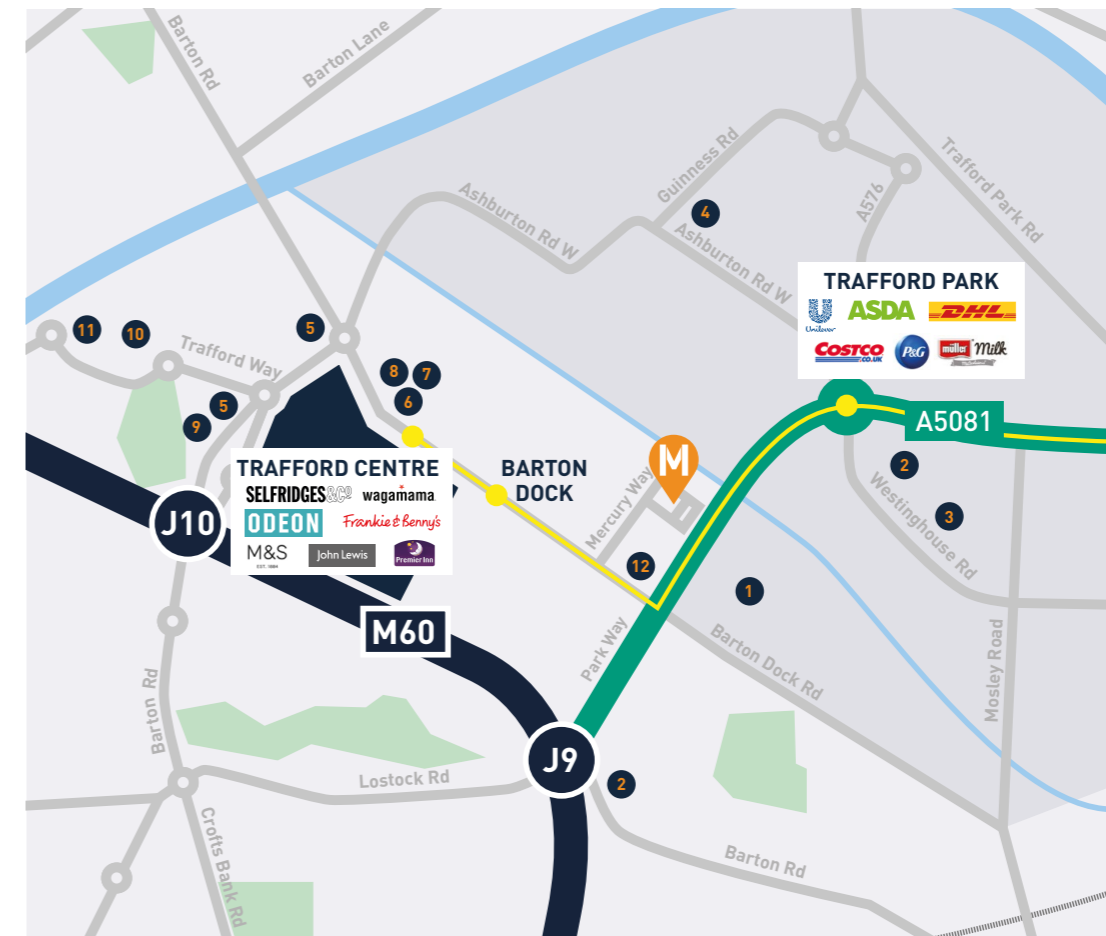 Barton Rd
Barton Lane
Guinness Rd
Trafford Park Rd
A576
Ashburton Rd W
4
Ashburton Rd W
TRAFFORD PARK
Unilever
ASDA
DHL
COSTCO
.CO.UK
P&G
müller Milk
11
10
5
Trafford Way
8
7
6
5
9
A5081
TRAFFORD CENTRE
SELFRIDGES&Cº
wagamama
ODEON
Frankie & Benny's
M&S
EST. 1884
John Lewis
Premier Inn
BARTON
DOCK
M
Mercury Way
2
3
Westinghouse Rd
J10
12
1
M60
Park Way
Barton Dock Rd
Mosley Road
Barton Rd
J9
Lostock Rd
2
Crofts Bank Rd
Barton Rd